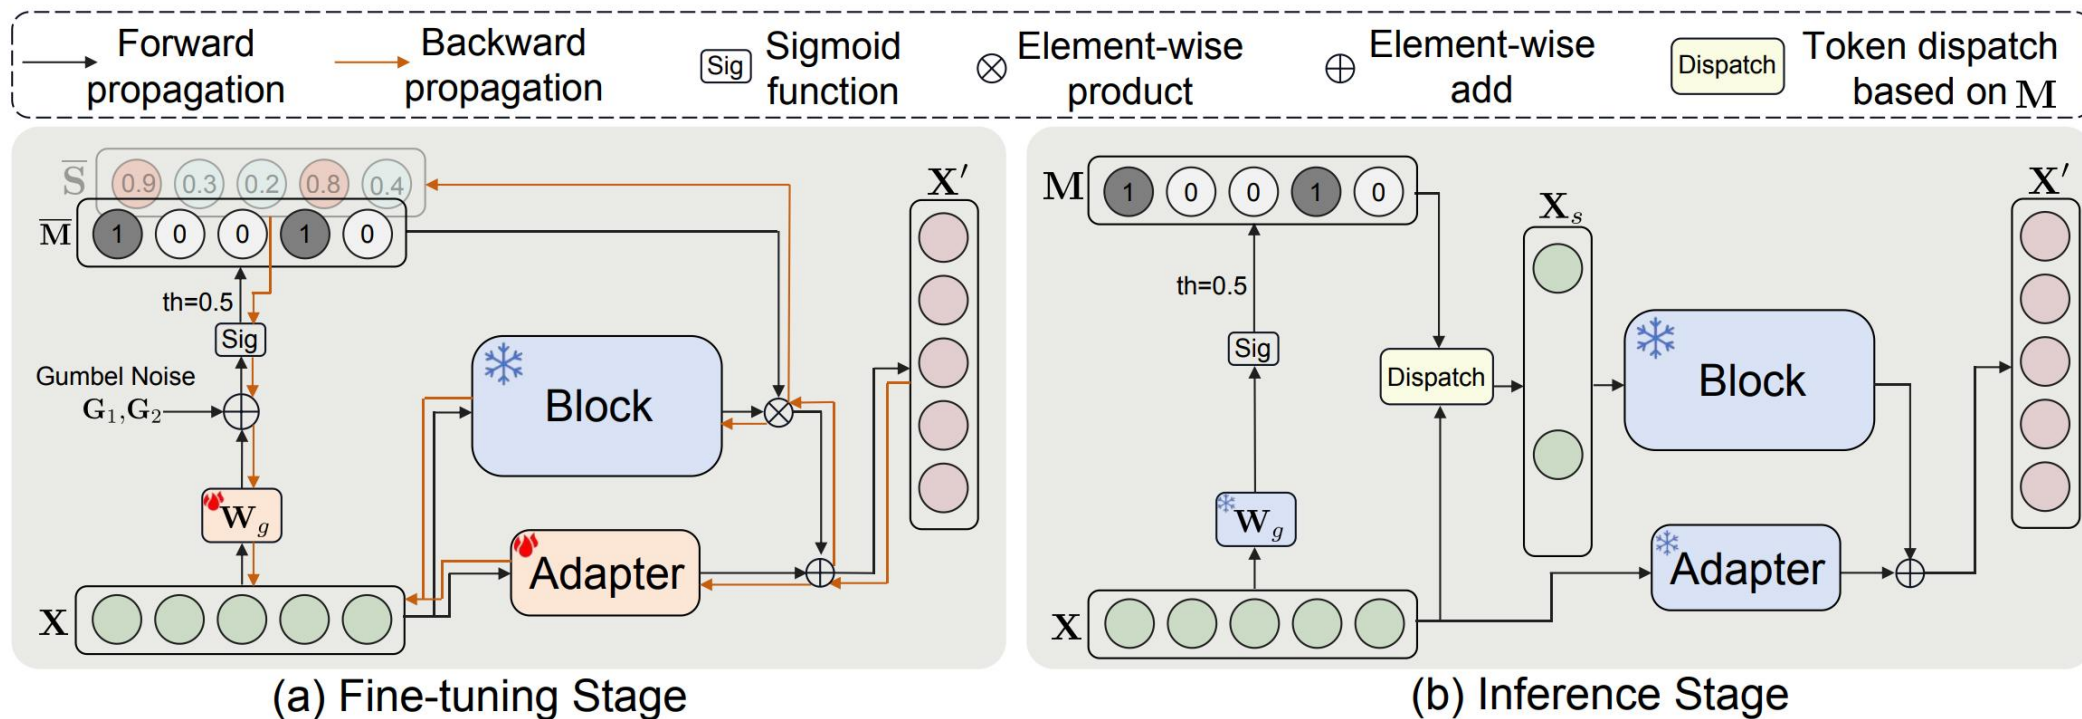 Forward propagation
Backward propagation
Sig
Sigmoid function
⊗
Element-wise product
⊕
Element-wise add
Dispatch
Token dispatch based on M
S̅
0.9 0.3 0.2 0.8 0.4
M̅
1 0 0 1 0
th=0.5
Sig
Gumbel Noise
G₁,G₂
W_g
X
Block
Adapter
X′
(a) Fine-tuning Stage
M
1 0 0 1 0
th=0.5
Sig
W_g
X
Dispatch
X_s
Block
Adapter
X′
(b) Inference Stage